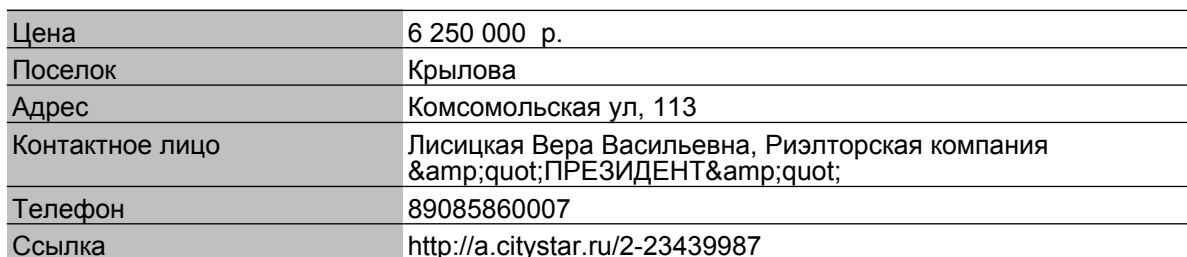 Цена 6 250 000 р.
Поселок Крылова
Адрес Комсомольская ул, 113
Контактное лицо Лисицкая Вера Васильевна, Риэлторская компания
&amp;quot;ПРЕЗИДЕНТ&amp;quot;
Телефон 89085860007
Ссылка http://a.citystar.ru/2-23439987